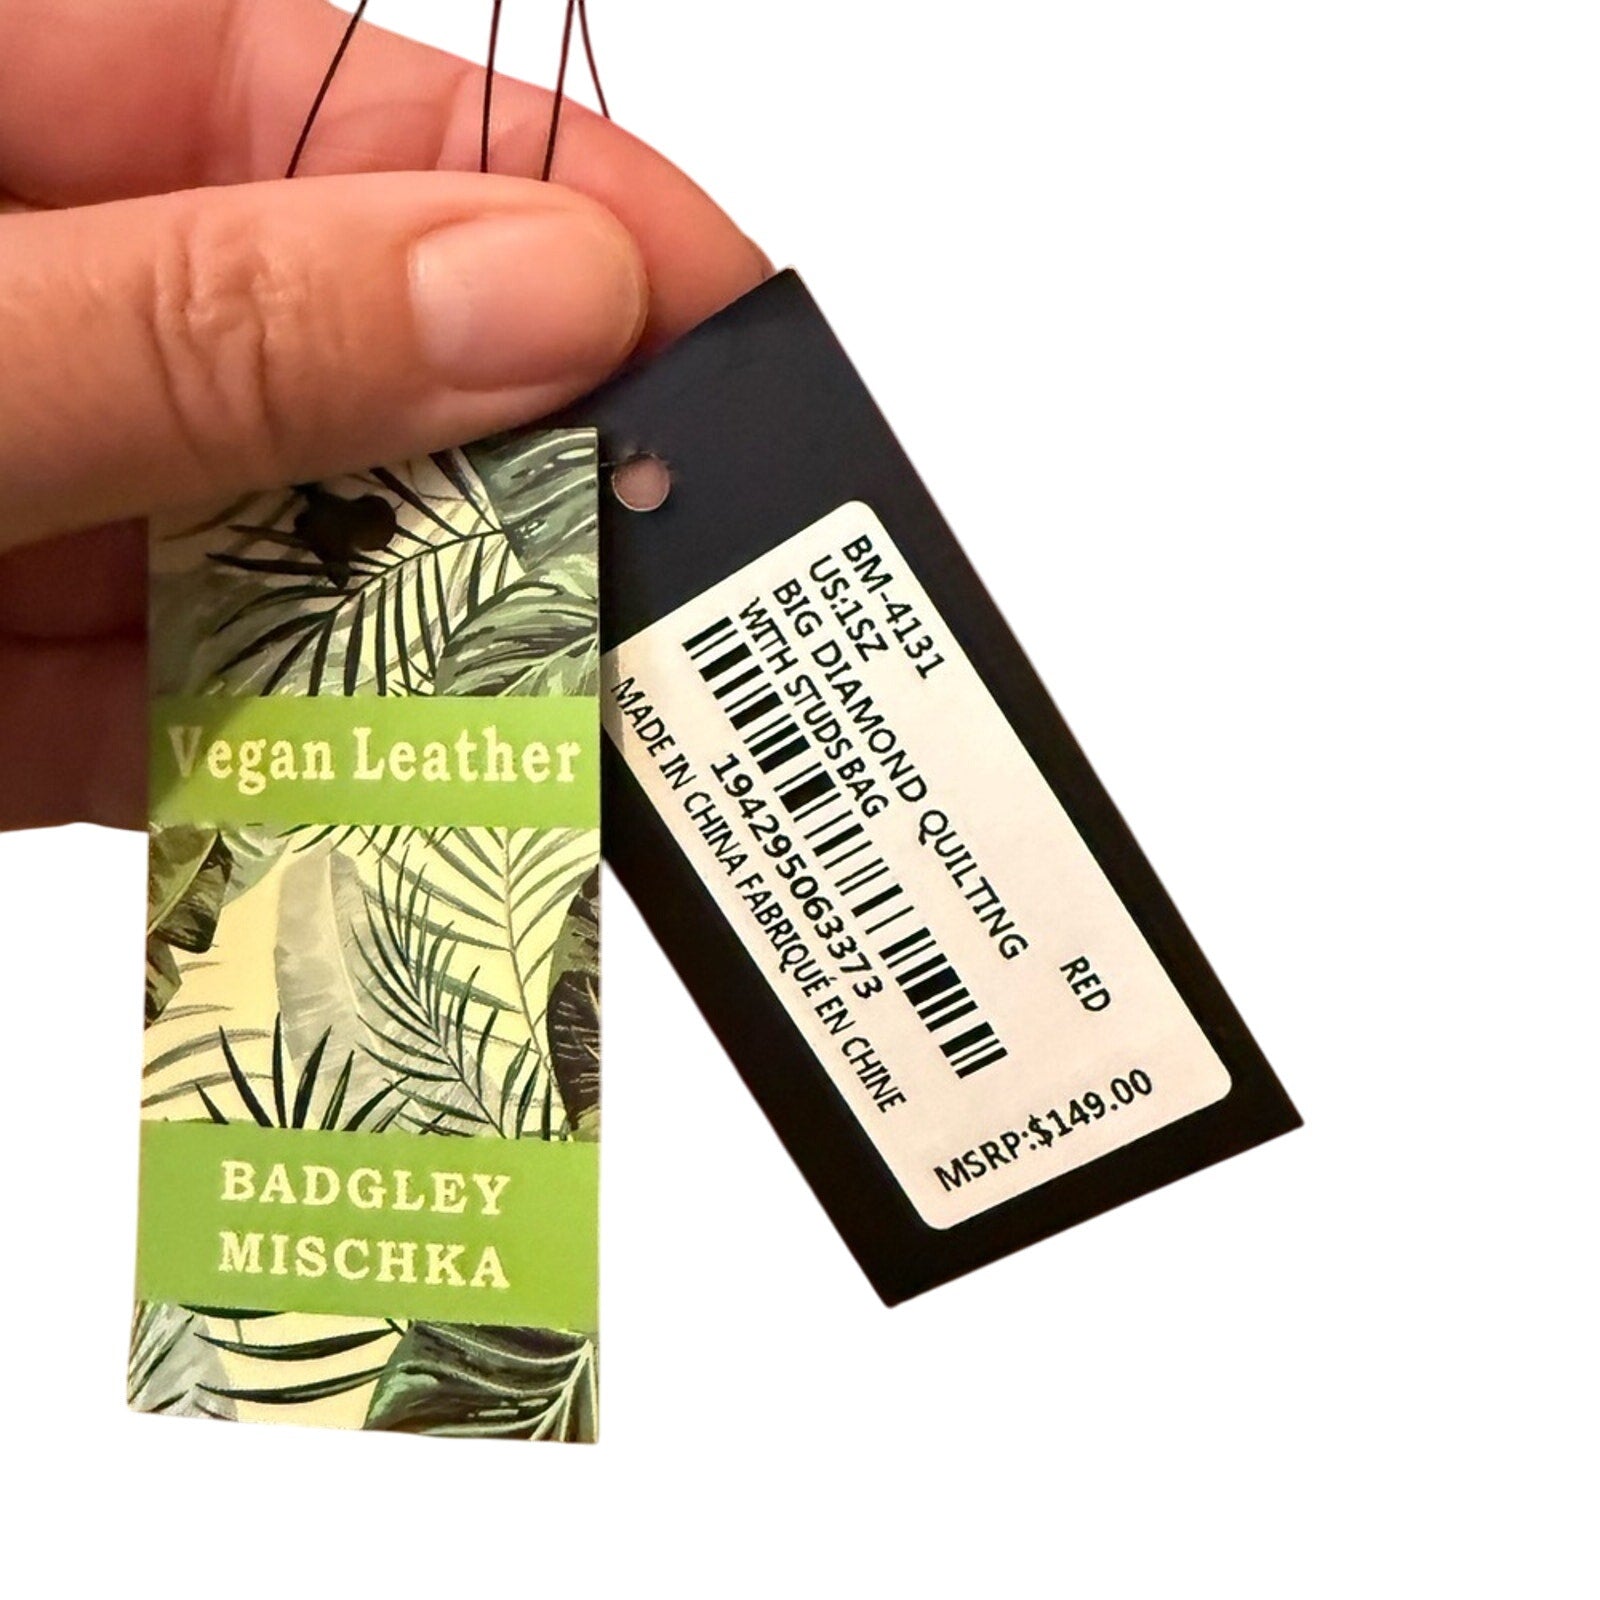 Vegan Leather
BADGLEY
MISCHKA
BM-4131
US:1SZ
BIG DIAMOND QUILTING
WITH STUDS BAG
RED
194295063373
MADE IN CHINA FABRIQUÉ EN CHINE
MSRP:$149.00